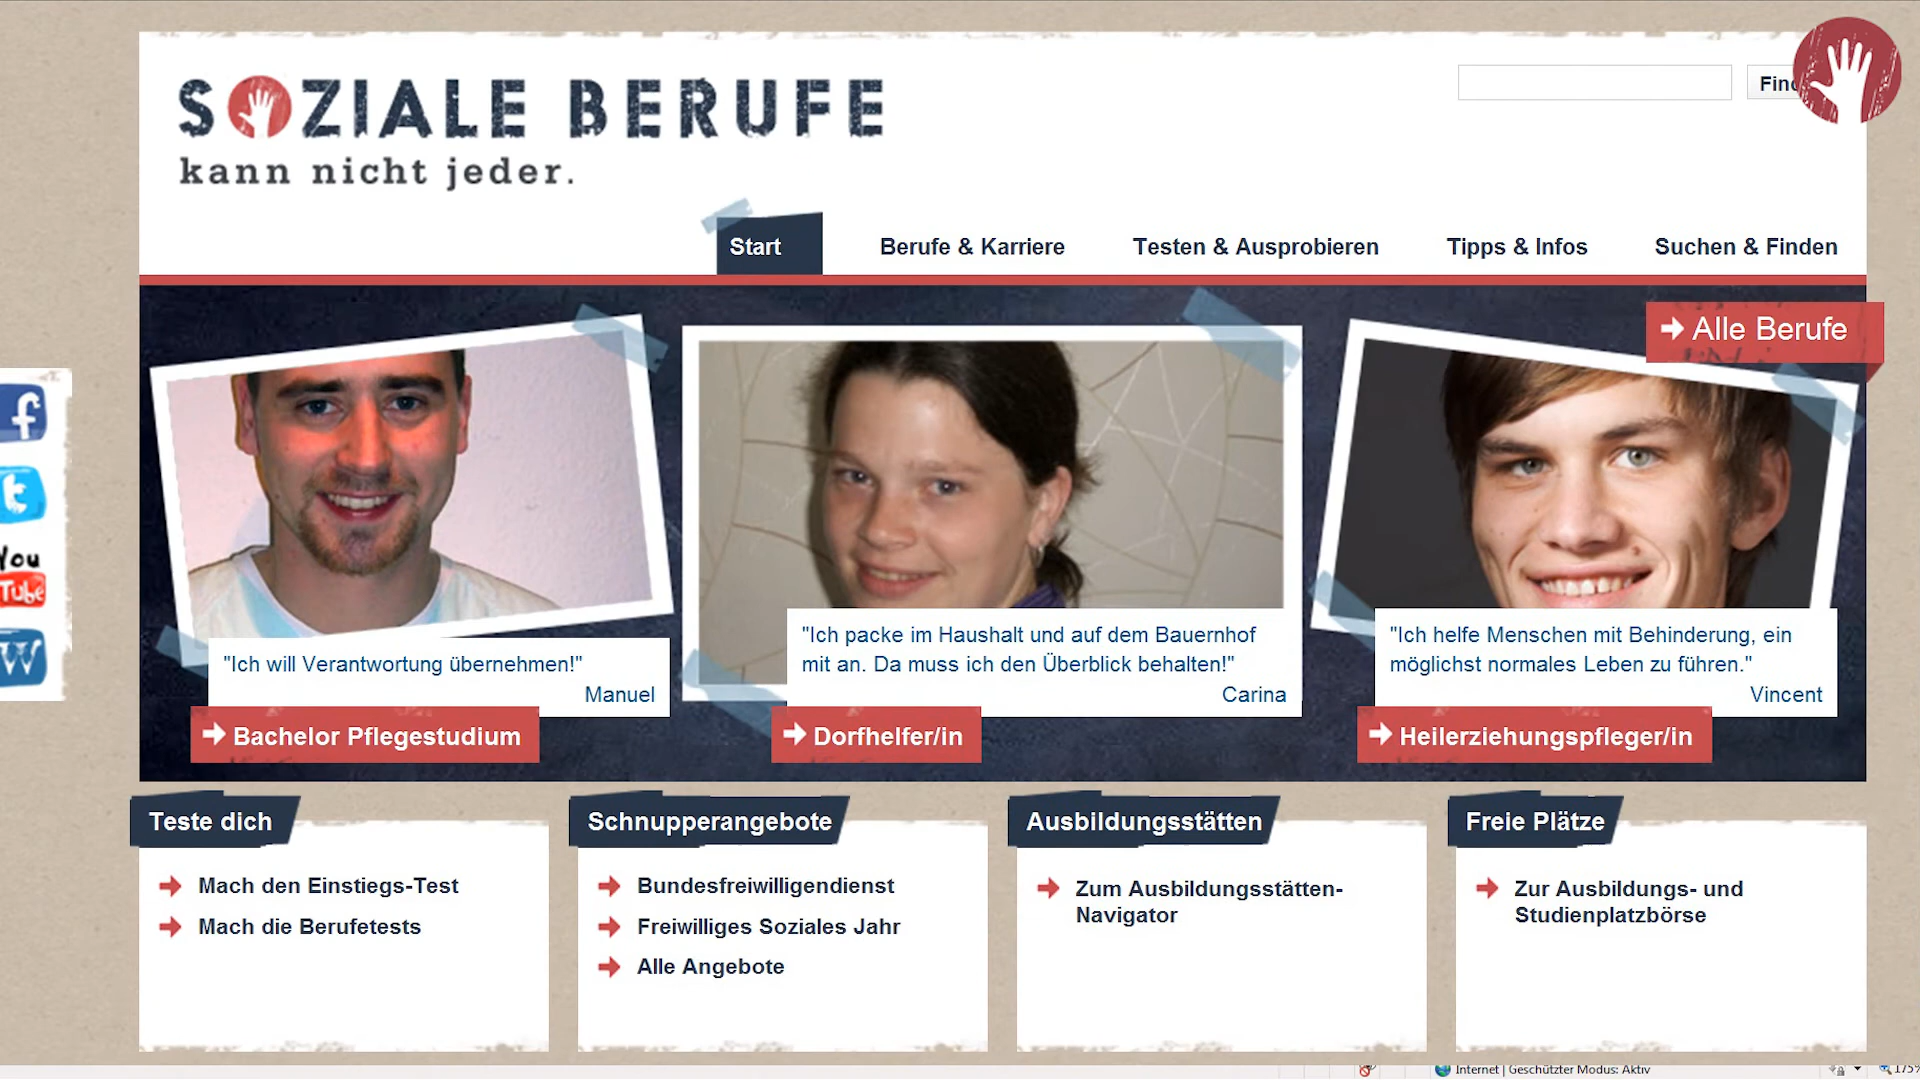 SOZIALE BERUFE
kann nicht jeder.
Start
Berufe & Karriere
Testen & Ausprobieren
Tipps & Infos
Suchen & Finden
Alle Berufe
You
Tube
"Ich will Verantwortung übernehmen!"
Manuel
Bachelor Pflegestudium
"Ich packe im Haushalt und auf dem Bauernhof
mit an. Da muss ich den Überblick behalten!"
Carina
Dorfhelfer/in
"Ich helfe Menschen mit Behinderung, ein
möglichst normales Leben zu führen."
Vincent
Heilerziehungspfleger/in
Teste dich
Mach den Einstiegs-Test
Mach die Berufetests
Schnupperangebote
Bundesfreiwilligendienst
Freiwilliges Soziales Jahr
Alle Angebote
Ausbildungsstätten
Zum Ausbildungsstätten-
Navigator
Freie Plätze
Zur Ausbildungs- und
Studienplatzbörse
Internet | Geschützter Modus: Aktiv